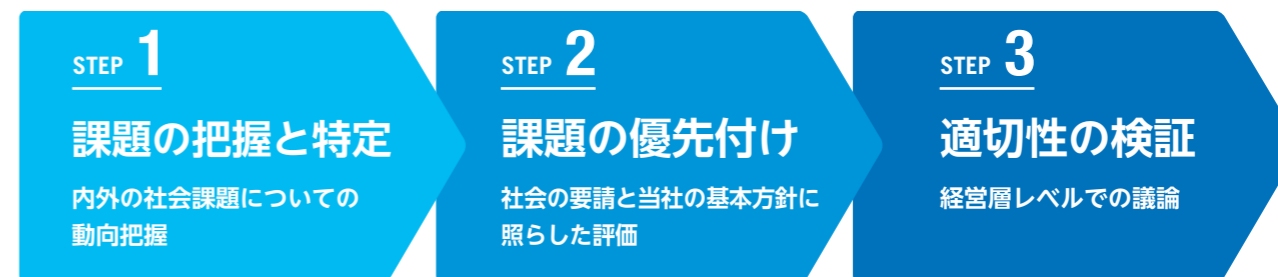 STEP 1
課題の把握と特定
内外の社会課題についての
動向把握
STEP 2
課題の優先付け
社会の要請と当社の基本方針に
照らした評価
STEP 3
適切性の検証
経営層レベルでの議論